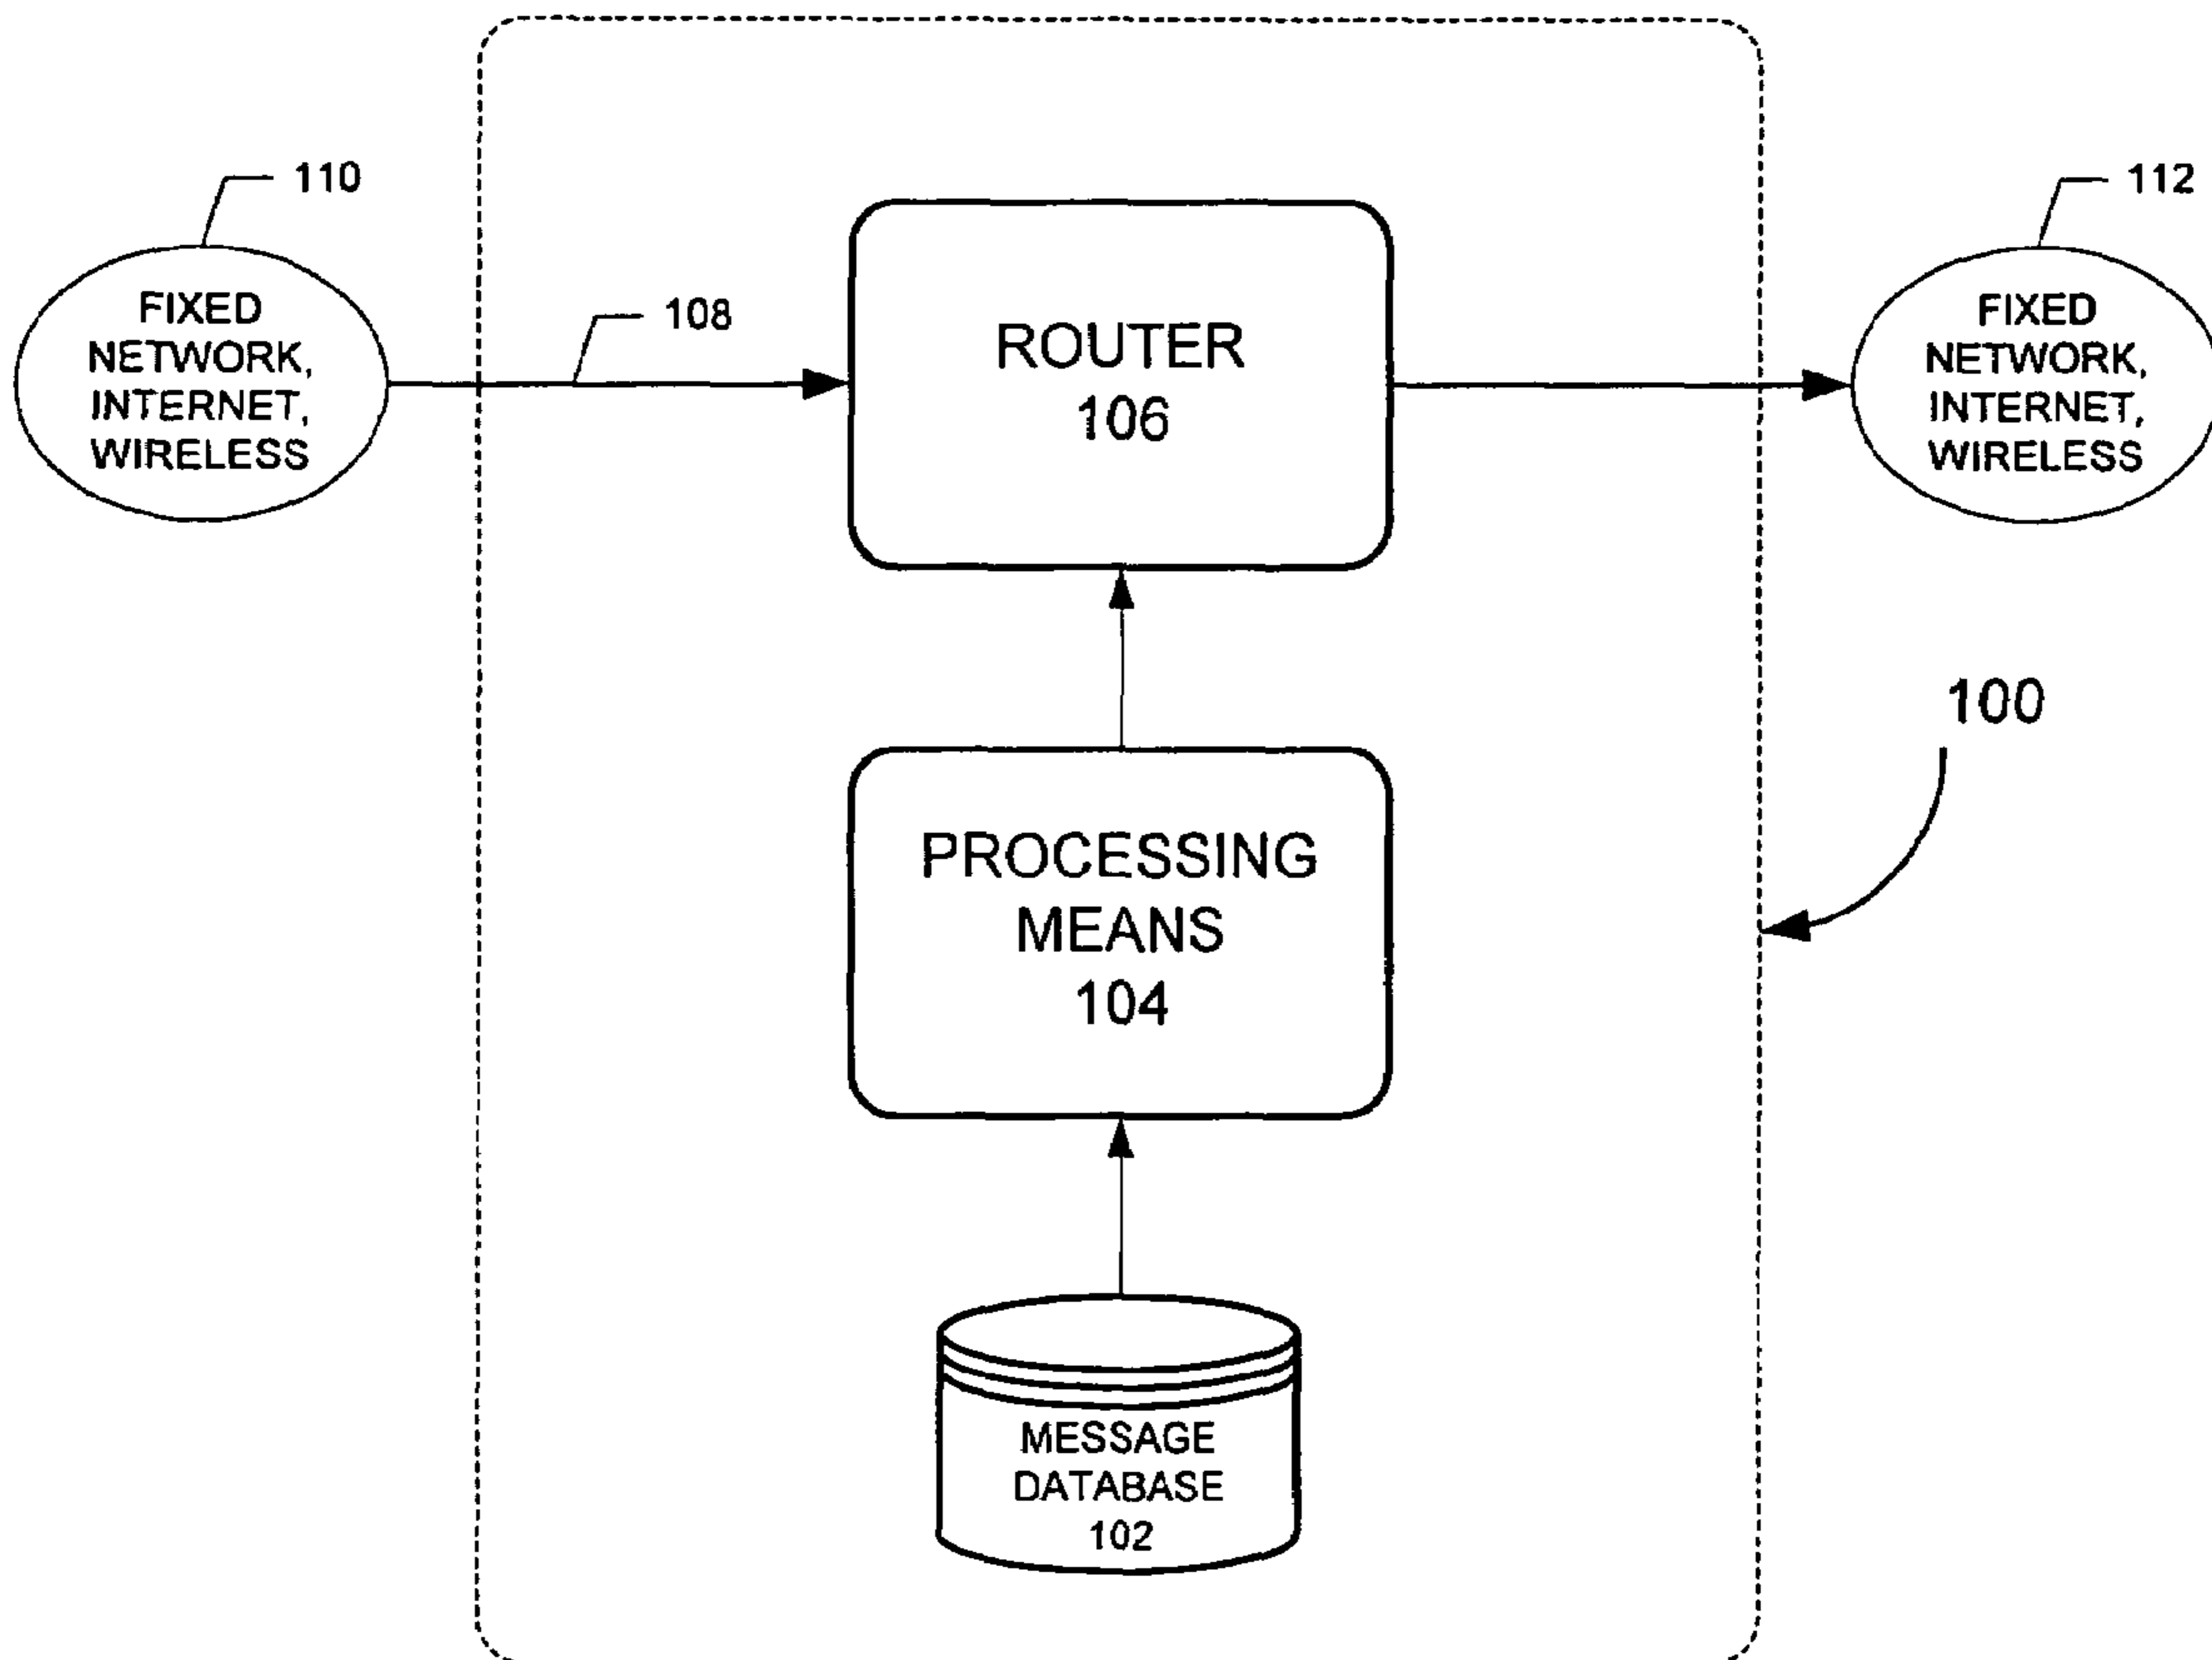 110
FIXED
NETWORK,
INTERNET,
WIRELESS
108
ROUTER
106
112
FIXED
NETWORK,
INTERNET,
WIRELESS
100
PROCESSING
MEANS
104
MESSAGE
DATABASE
102